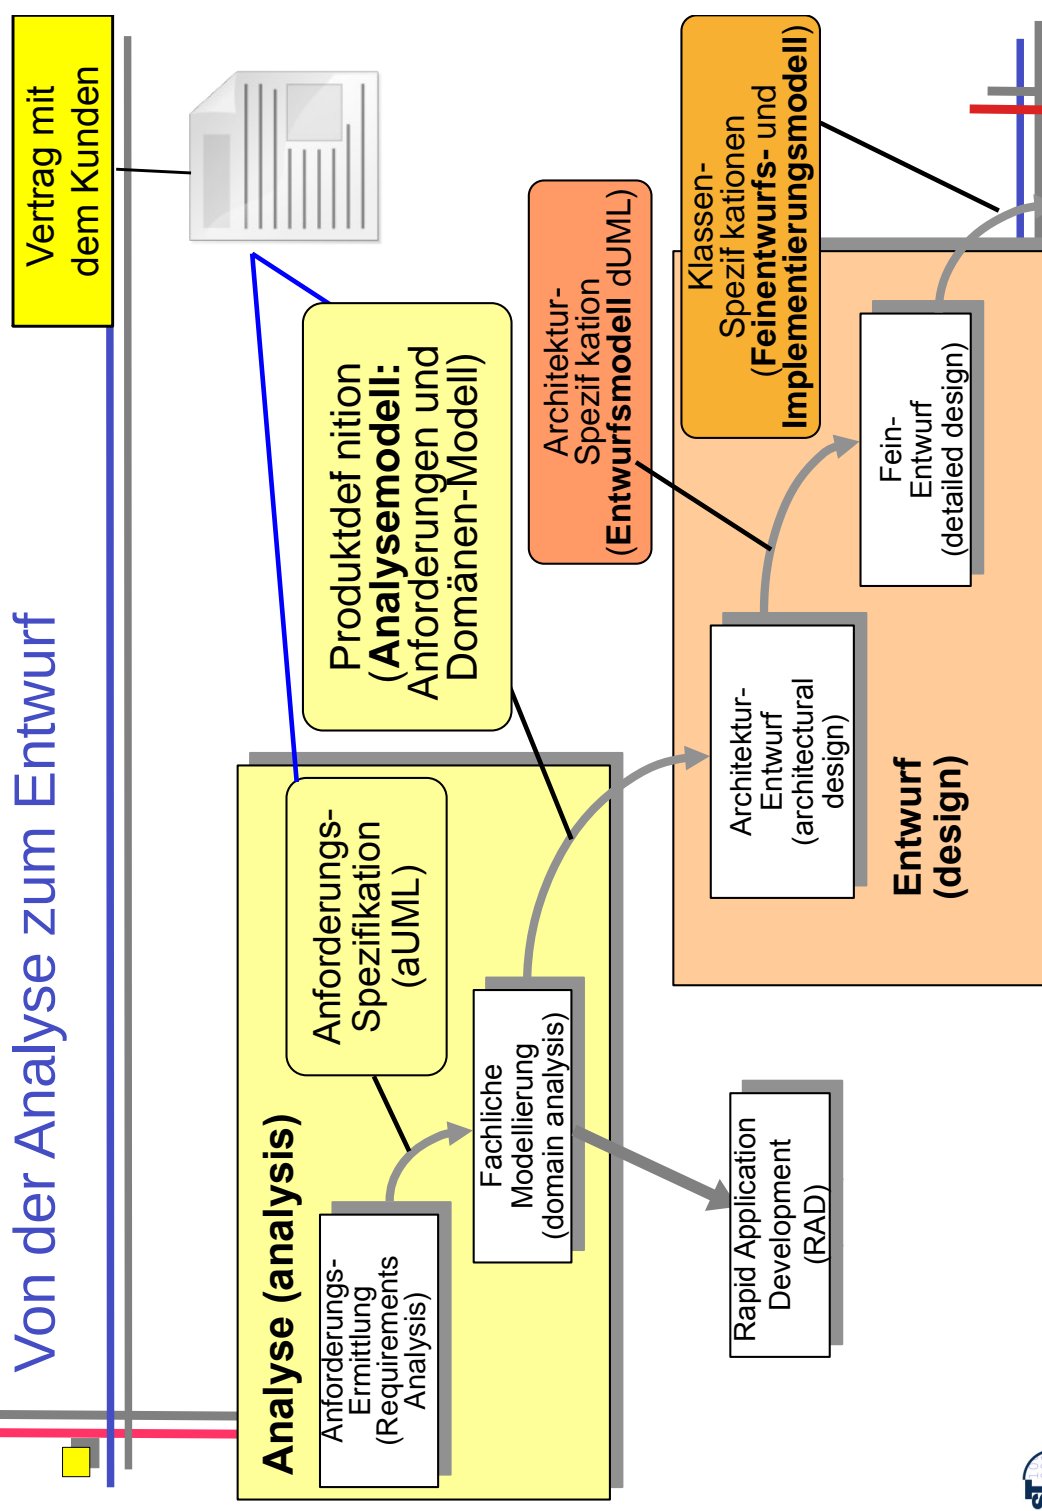 Von der Analyse zum Entwurf
Vertrag mit
dem Kunden
Analyse (analysis)
Anforderungs-
Ermittlung
(Requirements
Analysis)
Anforderungs-
Spezifikation
(aUML)
Fachliche
Modellierung
(domain analysis)
Produktdef nition
(Analysemodell:
Anforderungen und
Domänen-Modell)
Rapid Application
Development
(RAD)
Architektur-
Spezif kation
(Entwurfsmodell dUML)
Architektur-
Entwurf
(architectural
design)
Entwurf
(design)
Klassen-
Spezif kationen
(Feinentwurfs- und
Implementierungsmodell)
Fein-
Entwurf
(detailed design)